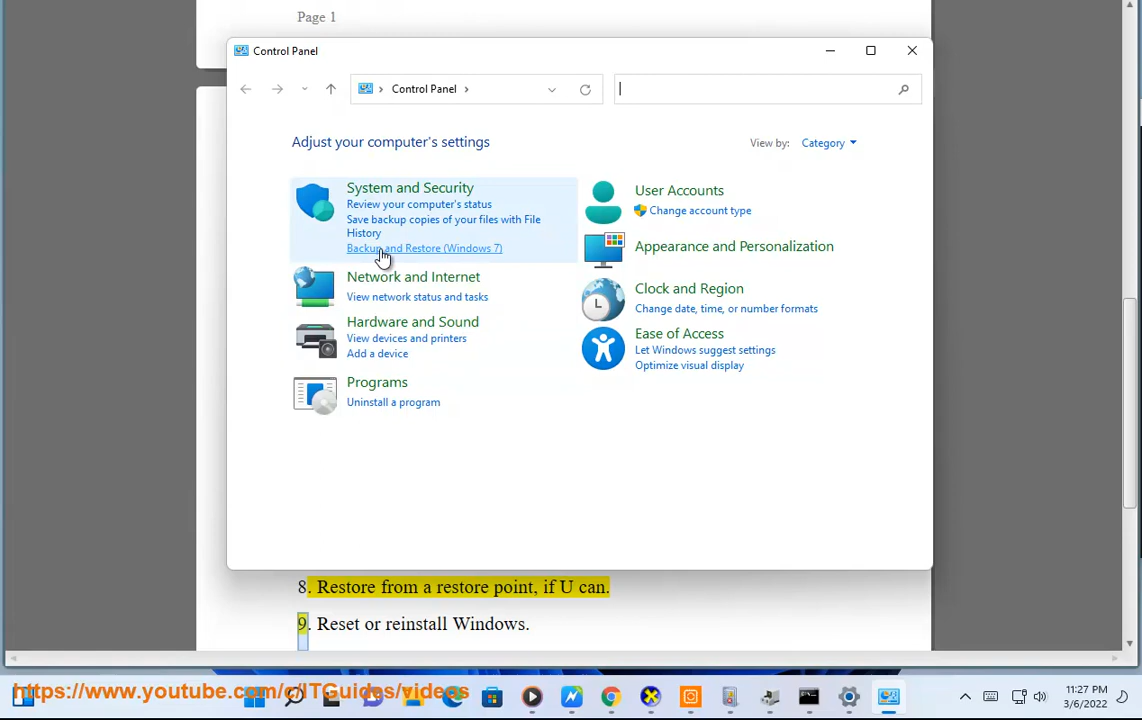 Page 1
Control Panel
Control Panel
Adjust your computer's settings
View by: Category
System and Security
Review your computer's status
Save backup copies of your files with File
History
Backup and Restore (Windows 7)
Network and Internet
View network status and tasks
Hardware and Sound
View devices and printers
Add a device
Programs
Uninstall a program
User Accounts
Change account type
Appearance and Personalization
Clock and Region
Change date, time, or number formats
Ease of Access
Let Windows suggest settings
Optimize visual display
8. Restore from a restore point, if U can.
9. Reset or reinstall Windows.
https://www.youtube.com/c/ITGuides/videos
11:27 PM
3/6/2022